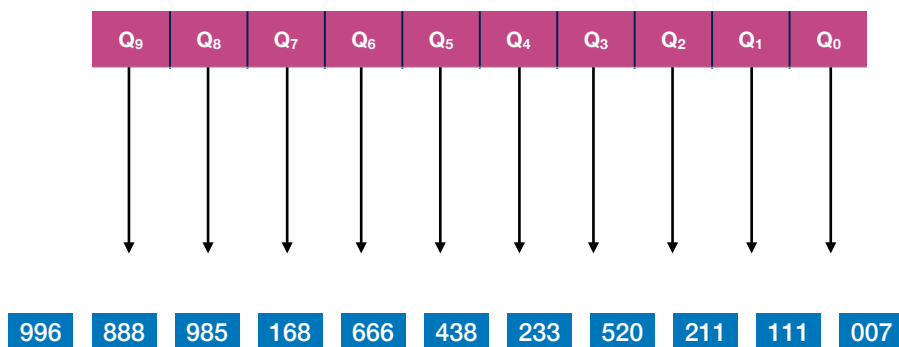 Q₉ Q₈ Q₇ Q₆ Q₅ Q₄ Q₃ Q₂ Q₁ Q₀
996 888 985 168 666 438 233 520 211 111 007